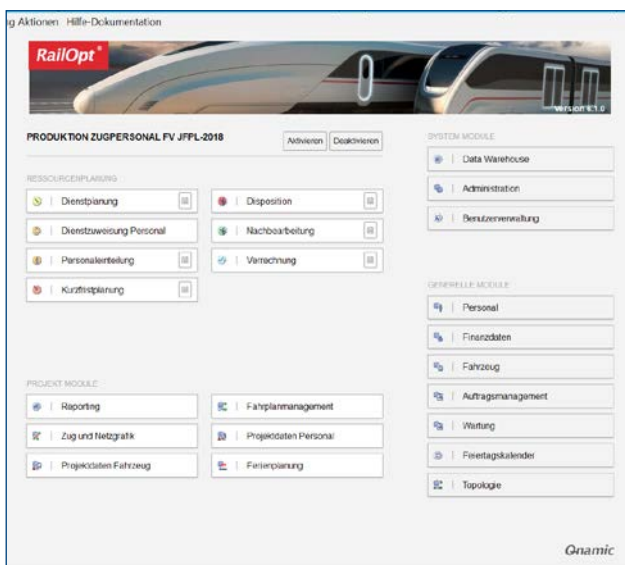 g Aktionen Hilfe-Dokumentation
RailOpt®
Version 6.1.0
PRODUKTION ZUGPERSONAL FV JFPL-2018
Aktivieren
Deaktivieren
RESSOURCENPLANUNG
Dienstplanung
Disposition
Dienstzuweisung Personal
Nachbearbeitung
Personaleinteilung
Verrechnung
Kurzfristplanung
PROJEKT MODULE
Reporting
Fahrplanmanagement
Zug und Netzgrafik
Projektdaten Personal
Projektdaten Fahrzeug
Ferienplanung
SYSTEM MODULE
Data Warehouse
Administration
Benutzerverwaltung
GENERELLE MODULE
Personal
Finanzdaten
Fahrzeug
Auftragsmanagement
Wartung
Feiertagskalender
Topologie
Qnamic